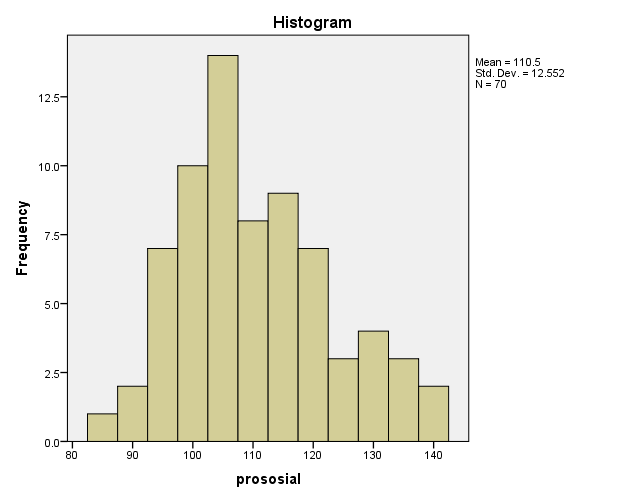 Histogram
Mean = 110.5
Std. Dev. = 12.552
N = 70
Frequency
12.5
10.0
7.5
5.0
2.5
0.0
80 90 100 110 120 130 140
prososial